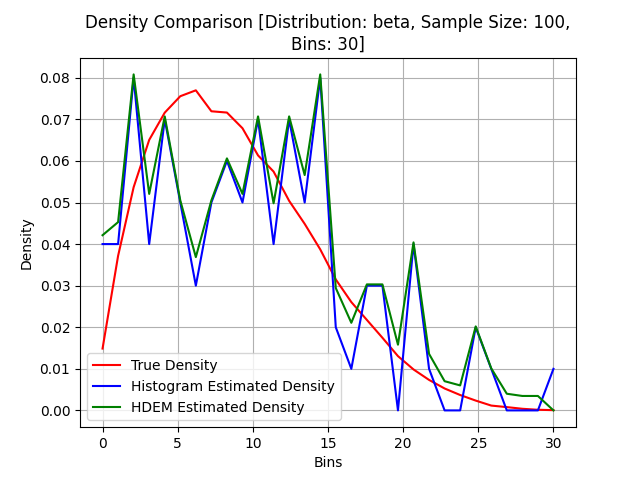 Density Comparison [Distribution: beta, Sample Size: 100,
Bins: 30]
0.08
0.07
0.06
0.05
0.04
0.03
0.02
0.01
0.00
Density
True Density
Histogram Estimated Density
HDEM Estimated Density
0 5 10 15 20 25 30
Bins